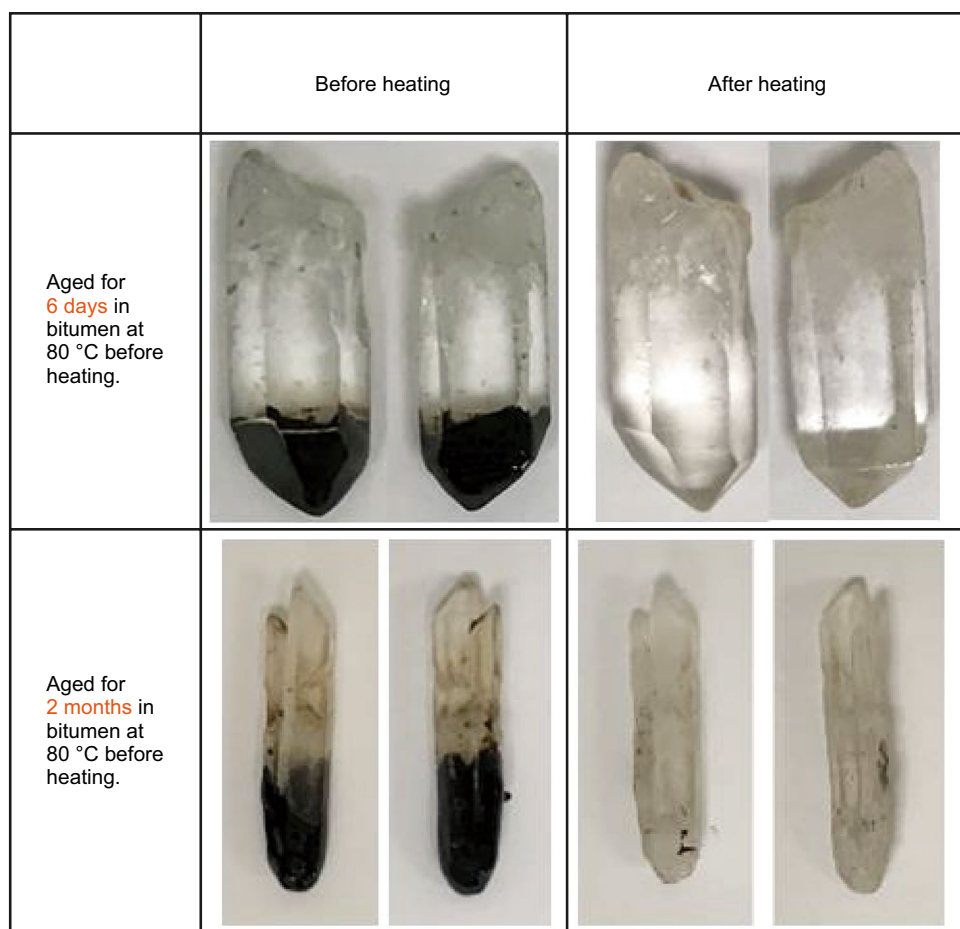 Before heating
After heating
Aged for
6 days in
bitumen at
80 °C before
heating.
Aged for
2 months in
bitumen at
80 °C before
heating.